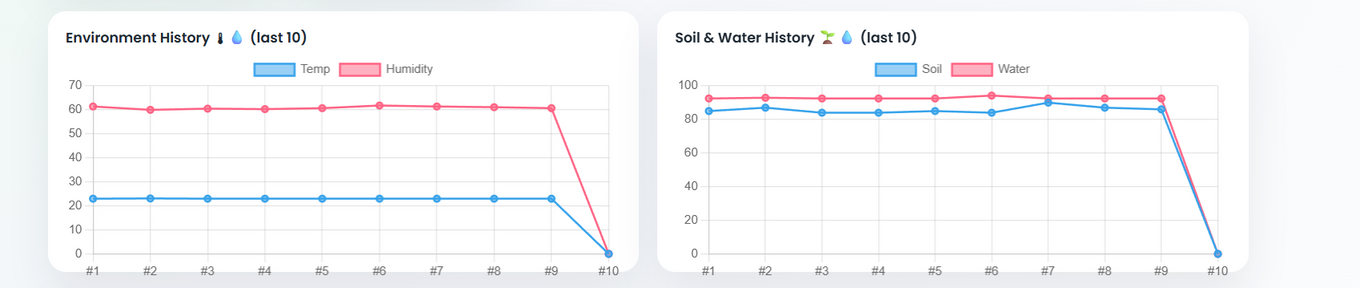 Environment History 🌡💧 (last 10)
Temp Humidity
70
60
50
40
30
20
10
0
#1 #2 #3 #4 #5 #6 #7 #8 #9 #10
Soil & Water History 🌱💧 (last 10)
Soil Water
100
80
60
40
20
0
#1 #2 #3 #4 #5 #6 #7 #8 #9 #10